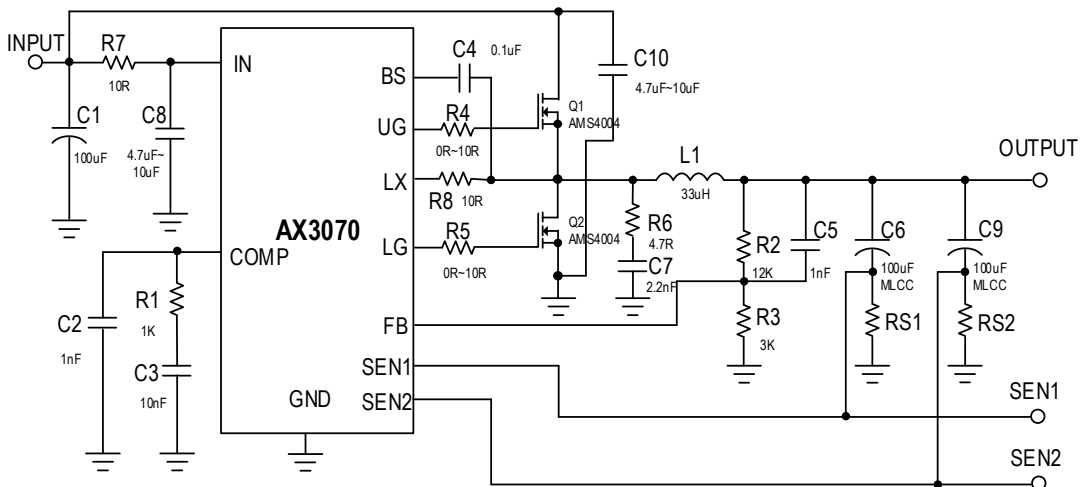 INPUT
R7
10R
C1
100uF
C8
4.7uF~
10uF
IN
BS
C4
0.1uF
C10
4.7uF~10uF
UG
R4
0R~10R
Q1
AMS4004
LX
R8
10R
AX3070
LG
R5
0R~10R
Q2
AMS4004
L1
33uH
OUTPUT
R6
4.7R
C7
2.2nF
R2
12K
C5
1nF
C6
100uF
MLCC
C9
100uF
MLCC
COMP
R1
1K
C2
1nF
C3
10nF
FB
R3
3K
RS1
RS2
SEN1
SEN2
GND
SEN1
SEN2